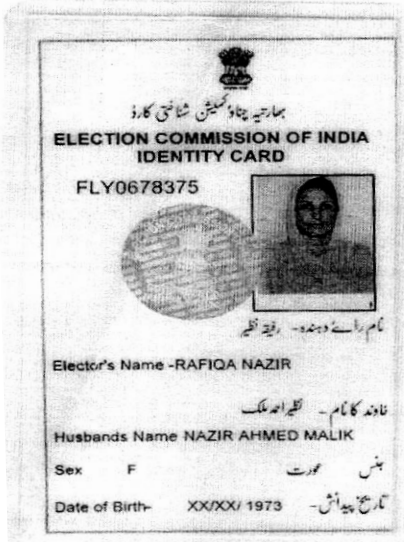 بھارتیہ چناؤ کمیشن شناختی کارڈ
ELECTION COMMISSION OF INDIA
IDENTITY CARD
FLY0678375
نام رائے دہندہ- رفیقہ نظیر
Elector's Name -RAFIQA NAZIR
خاوند کا نام - نظیر احمد ملک
Husbands Name NAZIR AHMED MALIK
Sex F عورت جنس
Date of Birth- XX/XX/ 1973 تاریخ پیدائش-